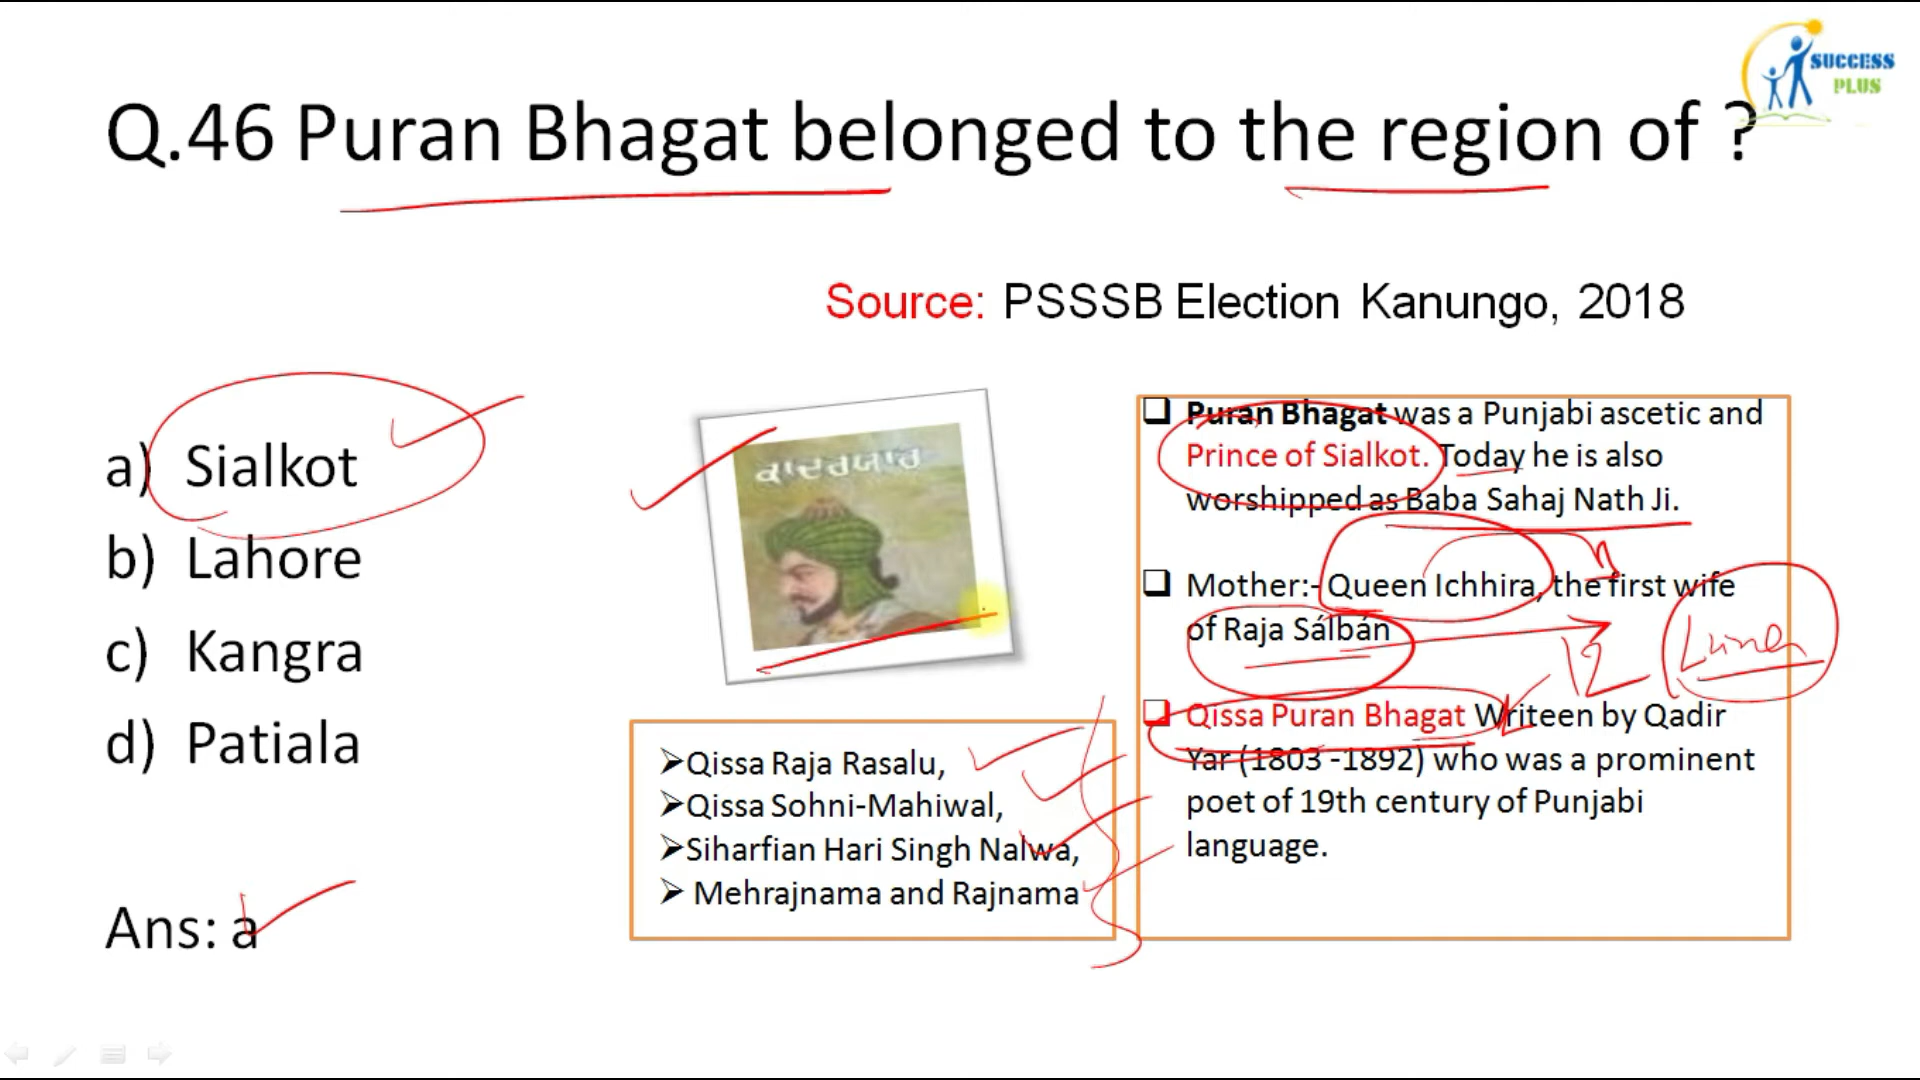 SUCCESS
PLUS
Q.46 Puran Bhagat belonged to the region of ?
Source: PSSSB Election Kanungo, 2018
a) Sialkot
b) Lahore
c) Kangra
d) Patiala
Ans: a
ਕਾਦਰਯਾਰ
➢Qissa Raja Rasalu,
➢Qissa Sohni-Mahiwal,
➢Siharfian Hari Singh Nalwa,
➢ Mehrajnama and Rajnama
❑ Puran Bhagat was a Punjabi ascetic and
Prince of Sialkot. Today he is also
worshipped as Baba Sahaj Nath Ji.
❑ Mother:- Queen Ichhira, the first wife
of Raja Sálbán
12
Luna
❑ Qissa Puran Bhagat Writeen by Qadir
Yar (1803 -1892) who was a prominent
poet of 19th century of Punjabi
language.